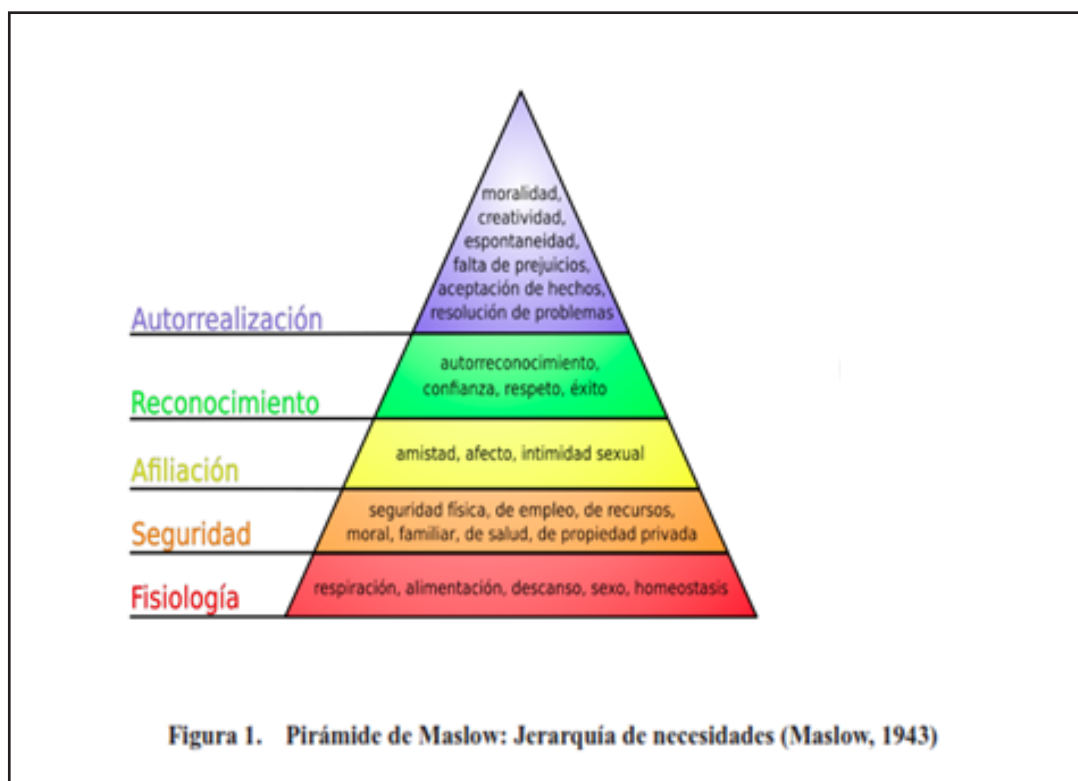 moralidad,
creatividad,
espontaneidad,
falta de prejuicios,
aceptación de hechos,
resolución de problemas
Autorrealización
autorreconocimiento,
confianza, respeto, éxito
Reconocimiento
amistad, afecto, intimidad sexual
Afiliación
seguridad física, de empleo, de recursos,
moral, familiar, de salud, de propiedad privada
Seguridad
respiración, alimentación, descanso, sexo, homeostasis
Fisiología
Figura 1. Pirámide de Maslow: Jerarquía de necesidades (Maslow, 1943)